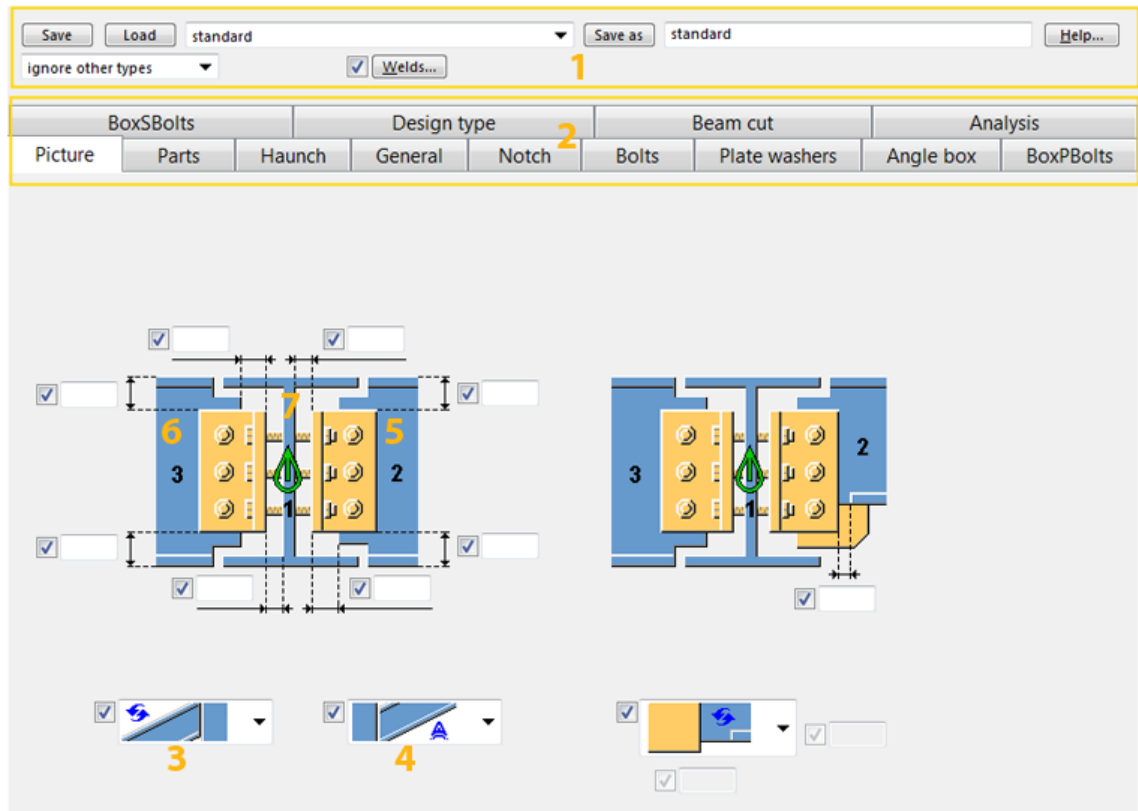 Save Load standard Save as standard Help...
ignore other types Welds... 1
BoxSBolts Design type 2 Beam cut Analysis
Picture Parts Haunch General Notch Bolts Plate washers Angle box BoxPBolts
7
6 5
2
3 2 3
1 1
3 4